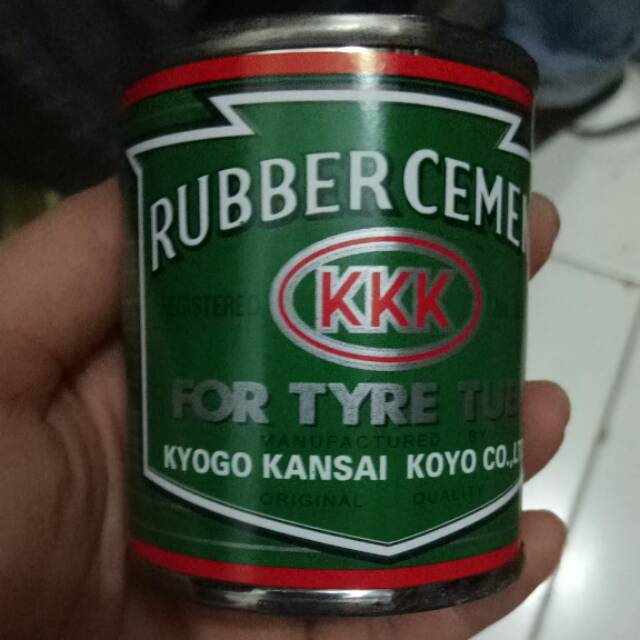 RUBBER CEMEN
REGISTERED
KKK
FOR TYRE TUB
MANUFACTURED BY
KYOGO KANSAI KOYO CO.,LT
ORIGINAL QUALITY